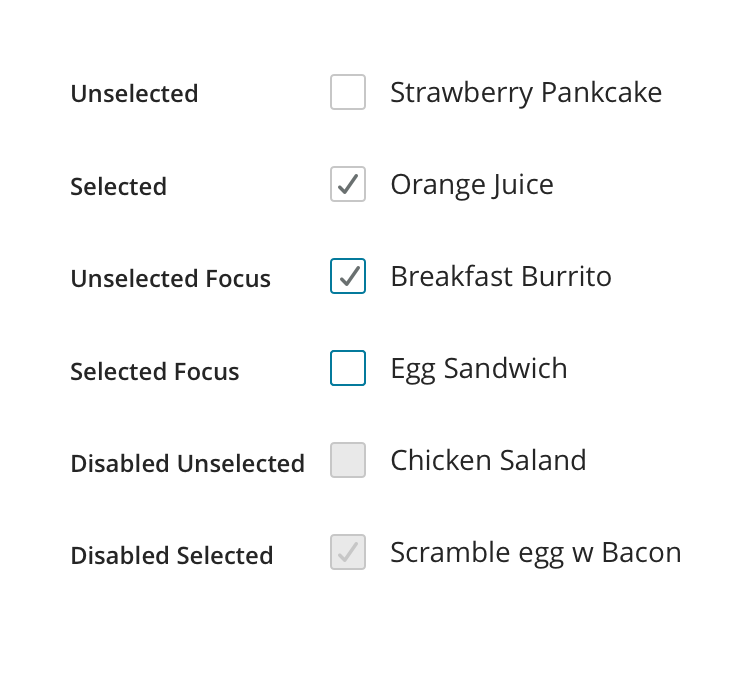 Unselected Strawberry Pankcake
Selected Orange Juice
Unselected Focus Breakfast Burrito
Selected Focus Egg Sandwich
Disabled Unselected Chicken Saland
Disabled Selected Scramble egg w Bacon